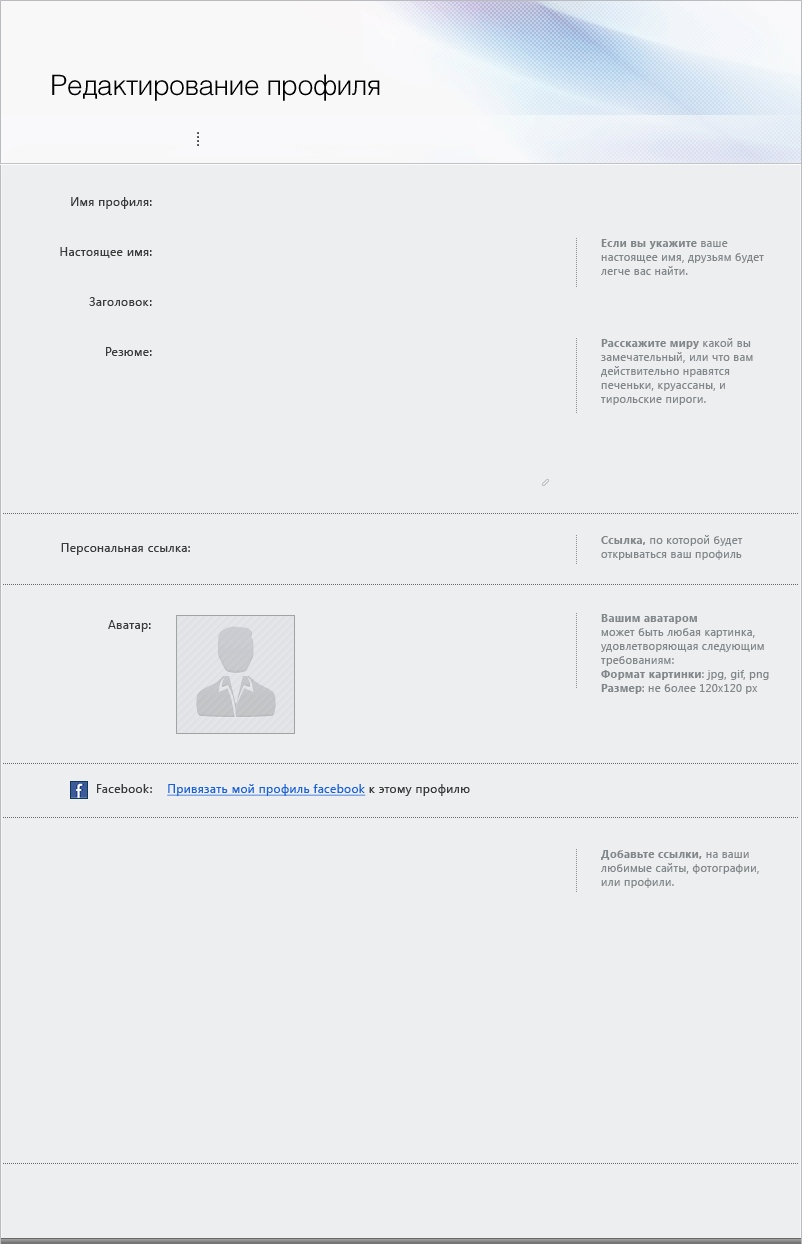 Редактирование профиля
Имя профиля:
Настоящее имя:
Если вы укажите ваше
настоящее имя, друзьям будет
легче вас найти.
Заголовок:
Резюме:
Расскажите миру какой вы
замечательный, или что вам
действительно нравятся
печеньки, круассаны, и
тирольские пироги.
Персональная ссылка:
Ссылка, по которой будет
открываться ваш профиль
Аватар:
Вашим аватаром
может быть любая картинка,
удовлетворяющая следующим
требованиям:
Формат картинки: jpg, gif, png
Размер: не более 120x120 px
f Facebook: Привязать мой профиль facebook к этому профилю
Добавьте ссылки, на ваши
любимые сайты, фотографии,
или профили.